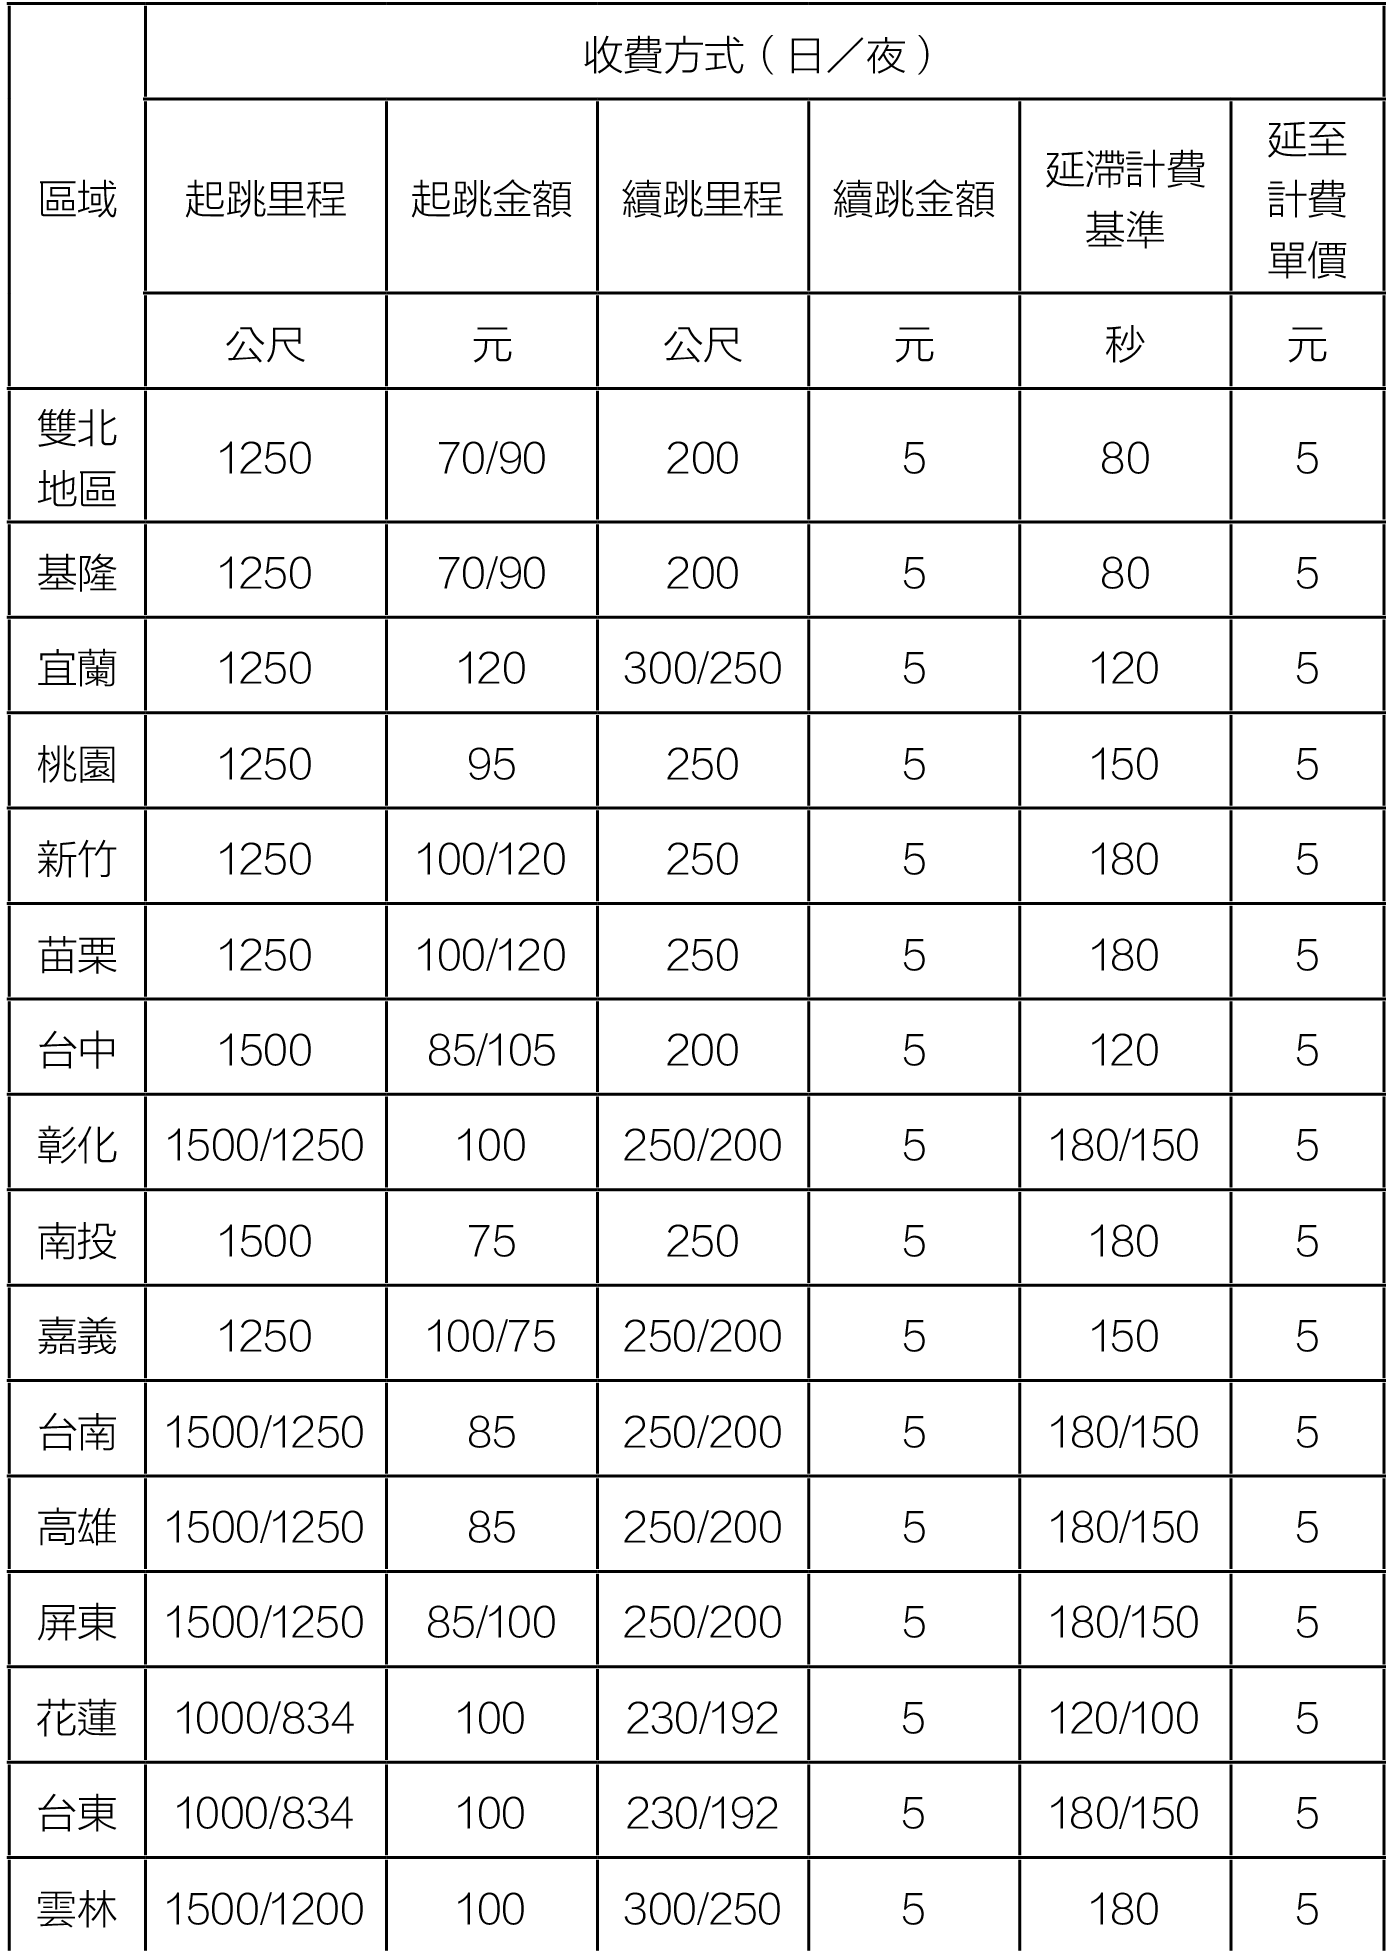 收費方式（日／夜）
區域 起跳里程 起跳金額 續跳里程 續跳金額 延滯計費基準 延至計費單價
公尺 元 公尺 元 秒 元
雙北地區 1250 70/90 200 5 80 5
基隆 1250 70/90 200 5 80 5
宜蘭 1250 120 300/250 5 120 5
桃園 1250 95 250 5 150 5
新竹 1250 100/120 250 5 180 5
苗栗 1250 100/120 250 5 180 5
台中 1500 85/105 200 5 120 5
彰化 1500/1250 100 250/200 5 180/150 5
南投 1500 75 250 5 180 5
嘉義 1250 100/75 250/200 5 150 5
台南 1500/1250 85 250/200 5 180/150 5
高雄 1500/1250 85 250/200 5 180/150 5
屏東 1500/1250 85/100 250/200 5 180/150 5
花蓮 1000/834 100 230/192 5 120/100 5
台東 1000/834 100 230/192 5 180/150 5
雲林 1500/1200 100 300/250 5 180 5